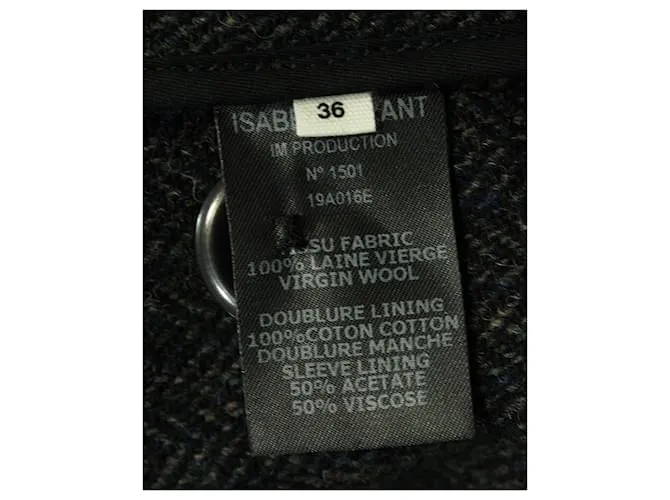 36
ISAB ANT
IM PRODUCTION
N° 1501
19A016E
ISSU FABRIC
100% LAINE VIERGE
VIRGIN WOOL
DOUBLURE LINING
100%COTON COTTON
DOUBLURE MANCHE
SLEEVE LINING
50% ACETATE
50% VISCOSE